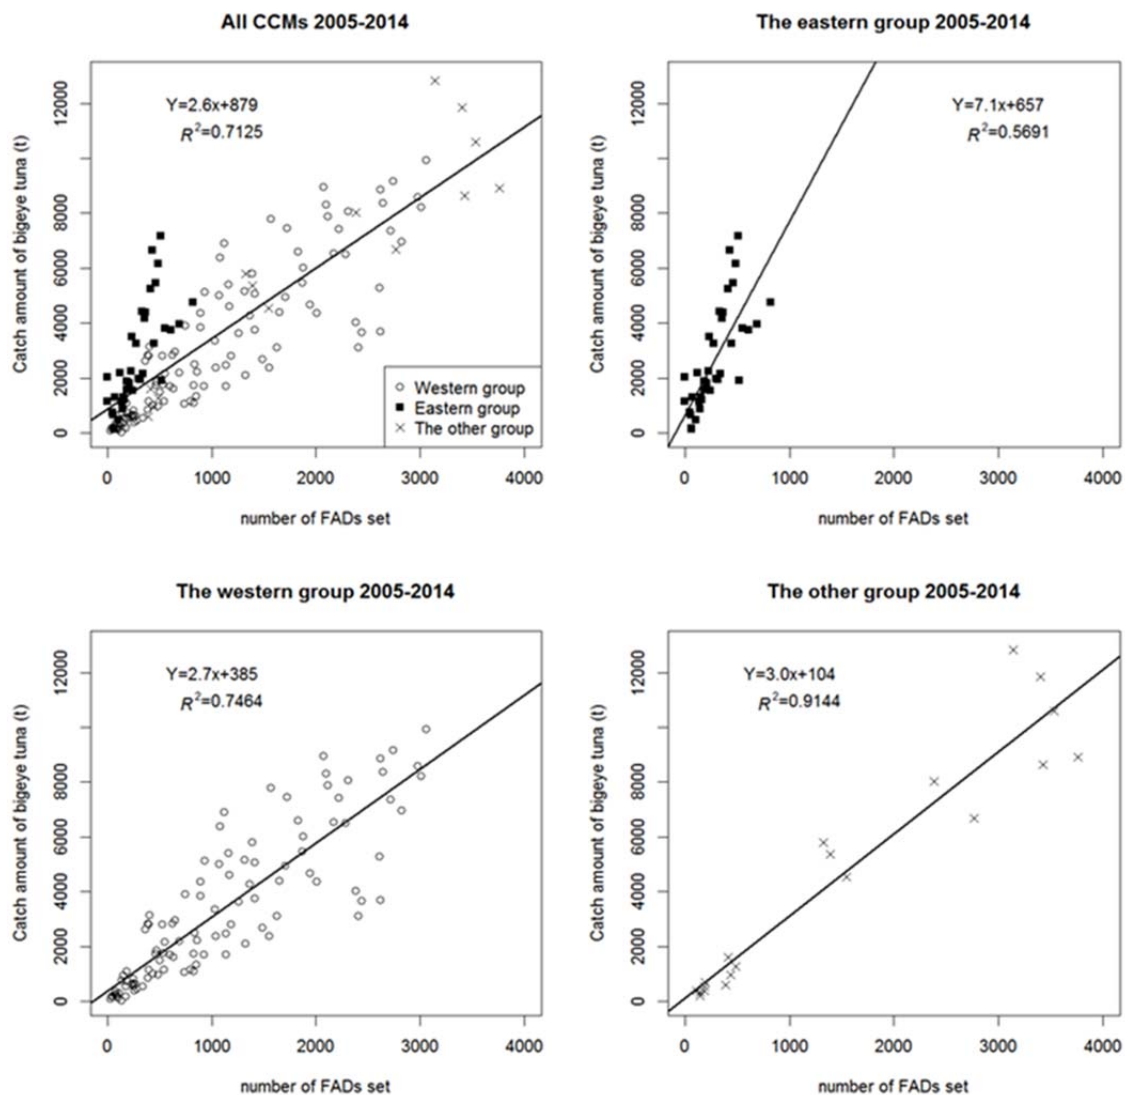 All CCMs 2005-2014
Y=2.6x+879
R²=0.7125
Catch amount of bigeye tuna (t)
12000
8000
6000
4000
2000
0
Western group
Eastern group
The other group
0 1000 2000 3000 4000
number of FADs set
The eastern group 2005-2014
Y=7.1x+657
R²=0.5691
Catch amount of bigeye tuna (t)
12000
8000
6000
4000
2000
0
0 1000 2000 3000 4000
number of FADs set
The western group 2005-2014
Y=2.7x+385
R²=0.7464
Catch amount of bigeye tuna (t)
12000
8000
6000
4000
2000
0
0 1000 2000 3000 4000
number of FADs set
The other group 2005-2014
Y=3.0x+104
R²=0.9144
Catch amount of bigeye tuna (t)
12000
8000
6000
4000
2000
0
0 1000 2000 3000 4000
number of FADs set